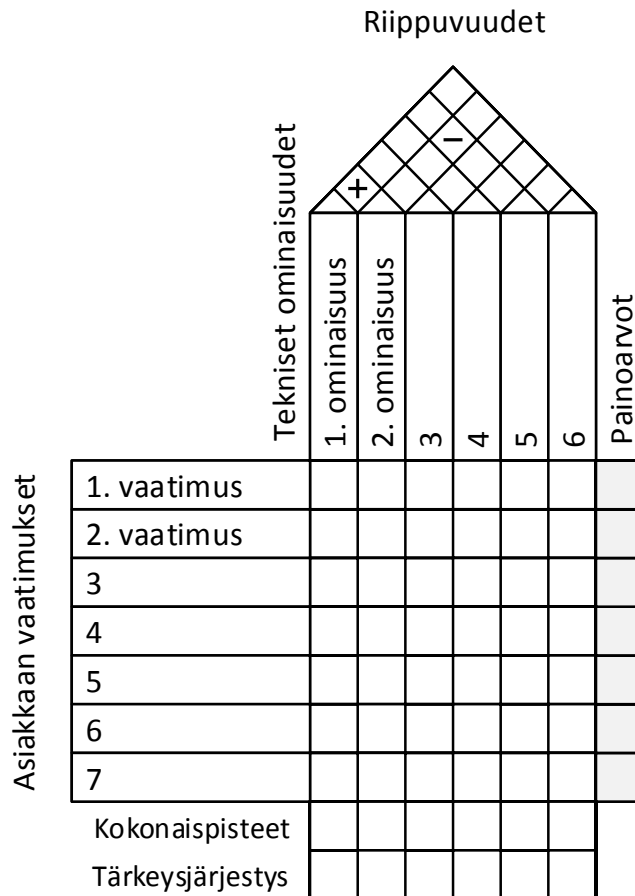 Riippuvuudet
−
+
Tekniset ominaisuudet
1. ominaisuus
2. ominaisuus
3
4
5
6
Painoarvot
Asiakkaan vaatimukset
1. vaatimus
2. vaatimus
3
4
5
6
7
Kokonaispisteet
Tärkeysjärjestys